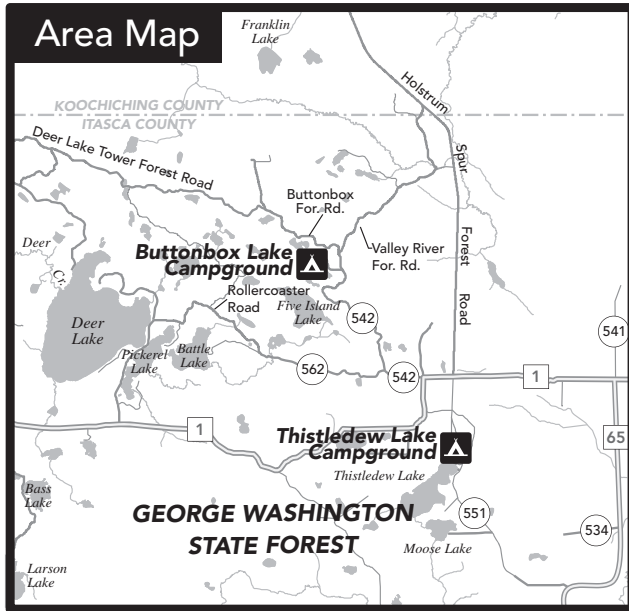 Area Map
Franklin
Lake
Holstrum
KOOCHICHING COUNTY
ITASCA COUNTY
Deer Lake Tower Forest Road
Spur
Buttonbox
For. Rd.
Forest
Valley River
For. Rd.
Deer
Cr.
Buttonbox Lake
Campground
Rollercoaster
Road
Five Island
Lake
Road
542
541
Deer
Lake
Pickerel
Lake
Battle
Lake
562
542
1
1
65
Thistledew Lake
Campground
Thistledew Lake
Bass
Lake
GEORGE WASHINGTON
STATE FOREST
551
534
Moose Lake
Larson
Lake